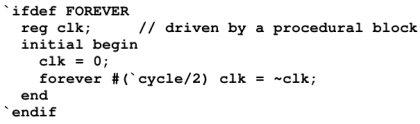 `ifdef FOREVER
  reg clk;      // driven by a procedural block
  initial begin
    clk = 0;
    forever #(`cycle/2) clk = ~clk;
  end
`endif